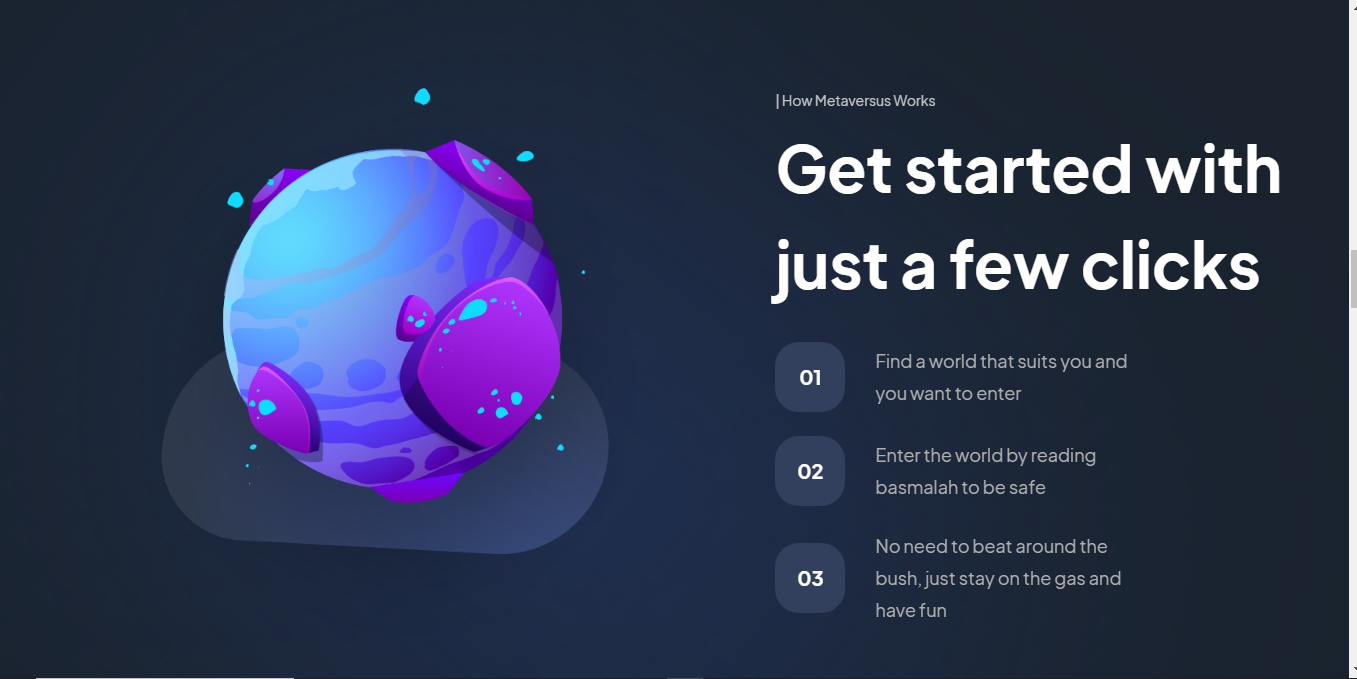 | How Metaversus Works
Get started with
just a few clicks
01
Find a world that suits you and
you want to enter
02
Enter the world by reading
basmalah to be safe
03
No need to beat around the
bush, just stay on the gas and
have fun